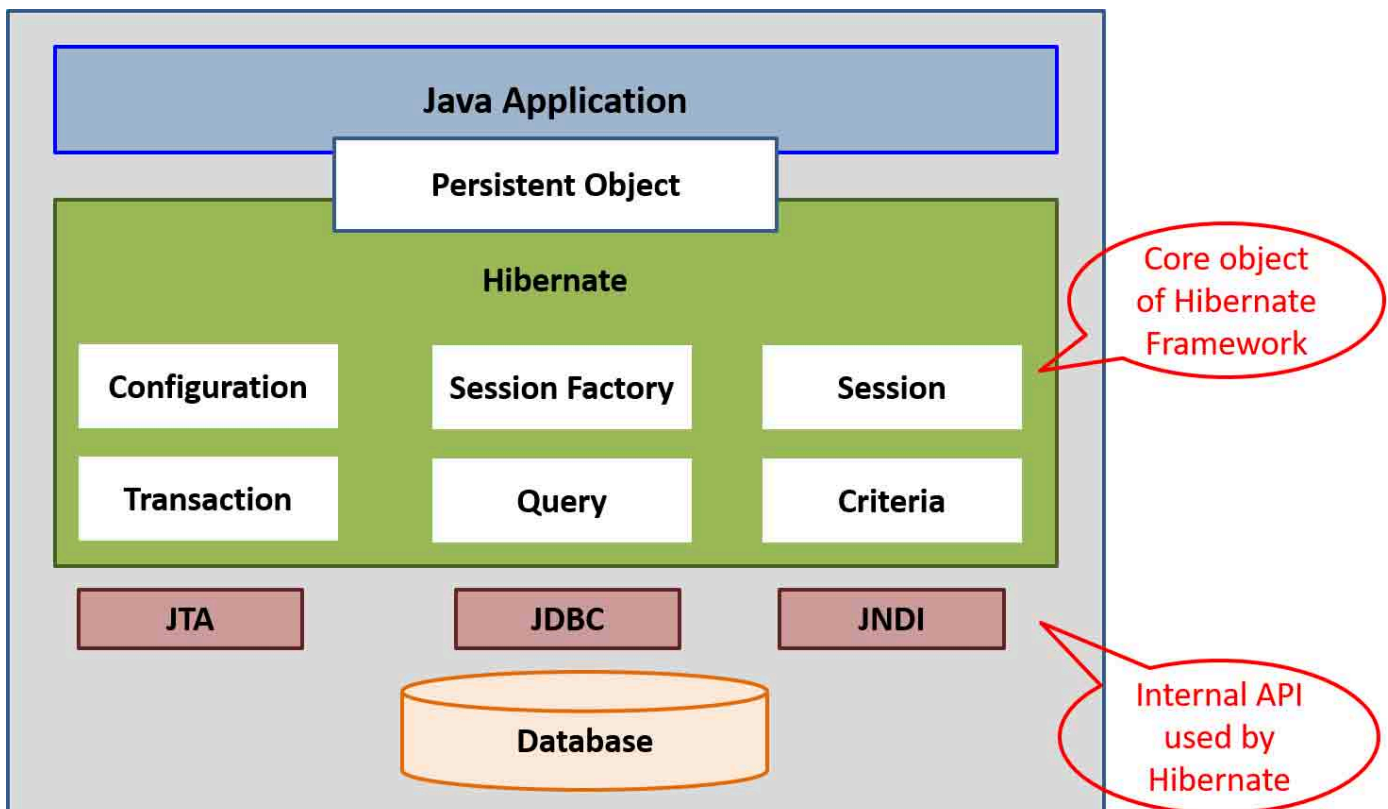 Java Application
Persistent Object
Hibernate
Core object
of Hibernate
Framework
Configuration
Session Factory
Session
Transaction
Query
Criteria
JTA
JDBC
JNDI
Internal API
used by
Hibernate
Database